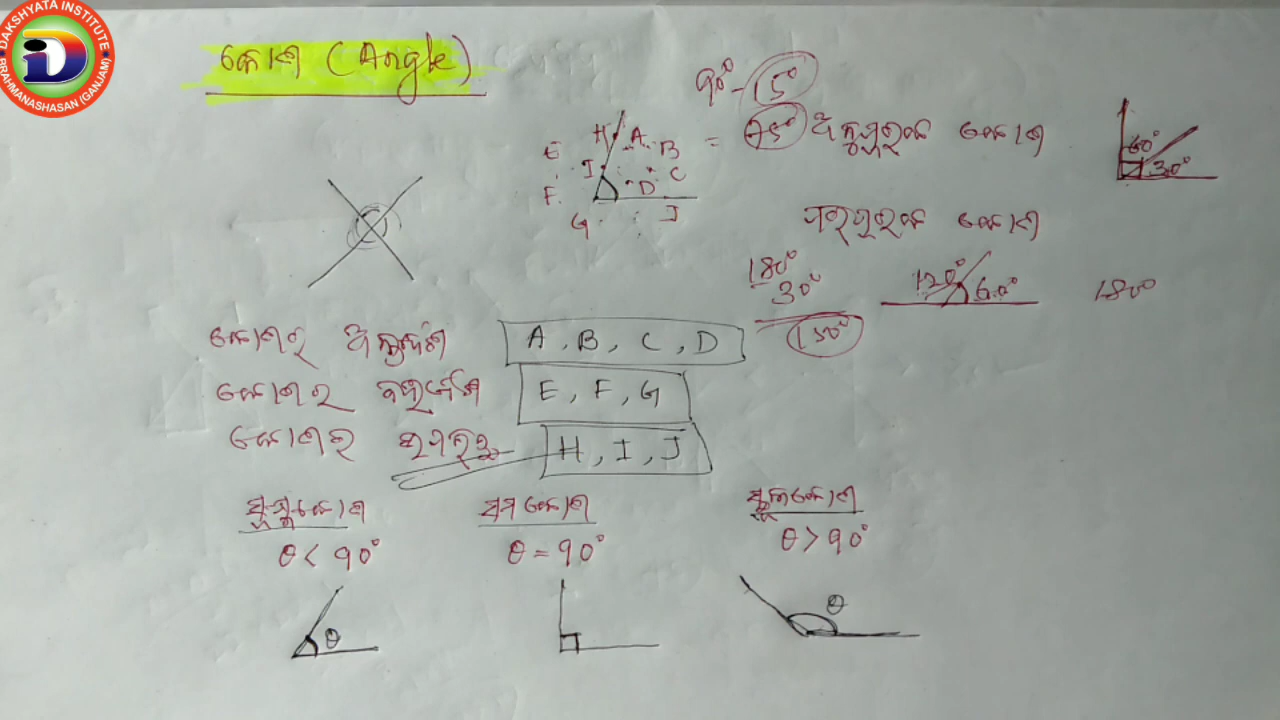 DAKSHYATA INSTITUTE
BRAHMANASHASAN (GANJAM)
iD
କୋଣ (Angle)
90° - 15°
= 75° ଅନୁପୂରକ କୋଣ
H A B
E I C
F D
G J
60°
30°
ପରିପୂରକ କୋଣ
180°
30°
150°
120° 60° 180°
କୋଣର ଅନ୍ତର୍ଦେଶ A, B, C, D
କୋଣର ବହିର୍ଦେଶ E, F, G
କୋଣର H, I, J
ସୂକ୍ଷ୍ମକୋଣ ସମକୋଣ ସ୍ଥୂଳକୋଣ
θ < 90° θ = 90° θ > 90°
θ θ